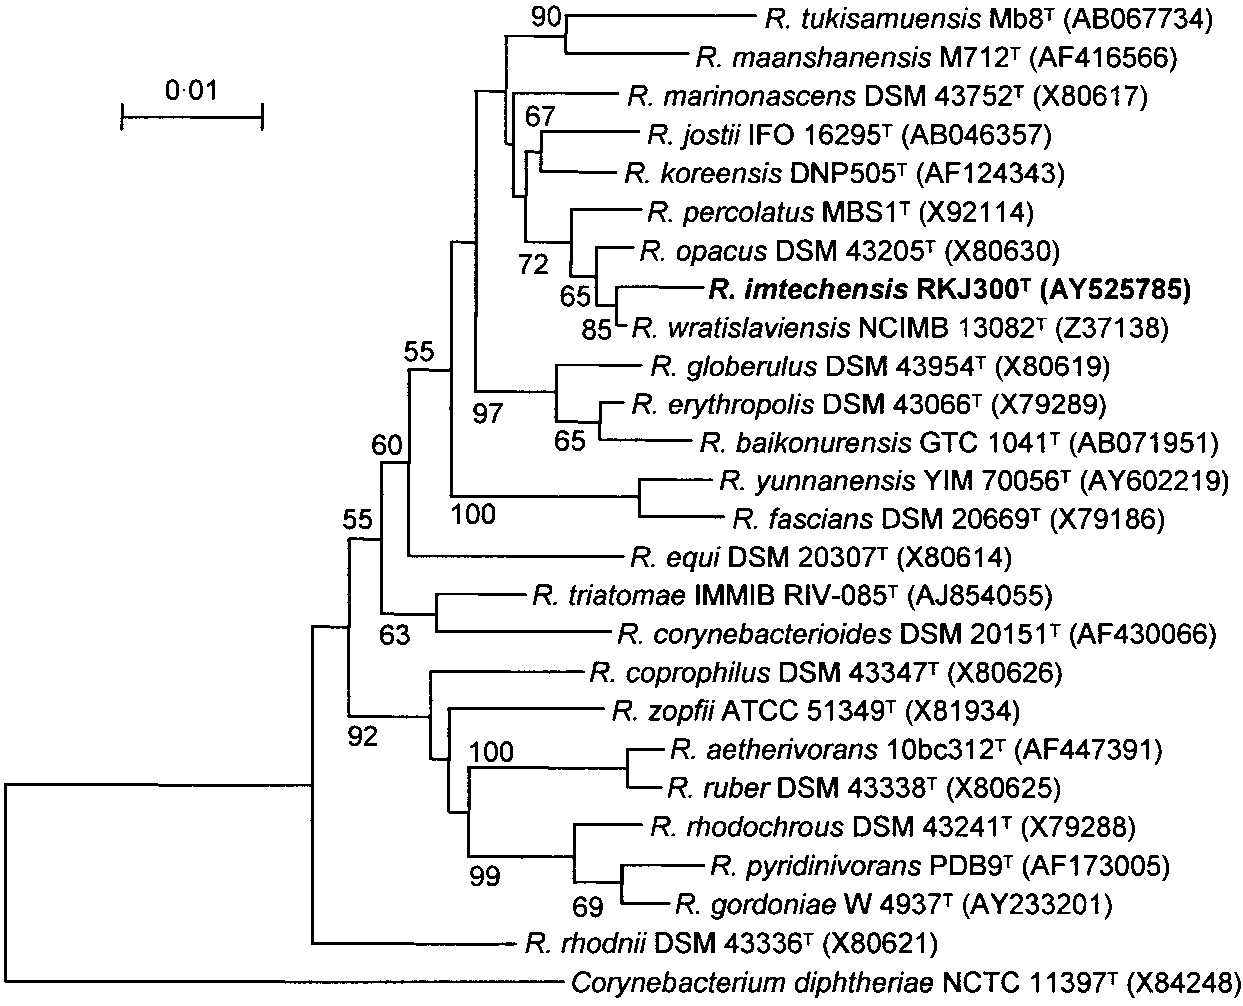 90
R. tukisamuensis Mb8ᵀ (AB067734)
R. maanshanensis M712ᵀ (AF416566)
0·01
R. marinonascens DSM 43752ᵀ (X80617)
67
R. jostii IFO 16295ᵀ (AB046357)
R. koreensis DNP505ᵀ (AF124343)
R. percolatus MBS1ᵀ (X92114)
R. opacus DSM 43205ᵀ (X80630)
72
R. imtechensis RKJ300ᵀ (AY525785)
65
R. wratislaviensis NCIMB 13082ᵀ (Z37138)
85
55
R. globerulus DSM 43954ᵀ (X80619)
R. erythropolis DSM 43066ᵀ (X79289)
97
65
R. baikonurensis GTC 1041ᵀ (AB071951)
60
R. yunnanensis YIM 70056ᵀ (AY602219)
100
R. fascians DSM 20669ᵀ (X79186)
55
R. equi DSM 20307ᵀ (X80614)
R. triatomae IMMIB RIV-085ᵀ (AJ854055)
63
R. corynebacterioides DSM 20151ᵀ (AF430066)
R. coprophilus DSM 43347ᵀ (X80626)
R. zopfii ATCC 51349ᵀ (X81934)
92
100
R. aetherivorans 10bc312ᵀ (AF447391)
R. ruber DSM 43338ᵀ (X80625)
R. rhodochrous DSM 43241ᵀ (X79288)
R. pyridinivorans PDB9ᵀ (AF173005)
99
69
R. gordoniae W 4937ᵀ (AY233201)
R. rhodnii DSM 43336ᵀ (X80621)
Corynebacterium diphtheriae NCTC 11397ᵀ (X84248)